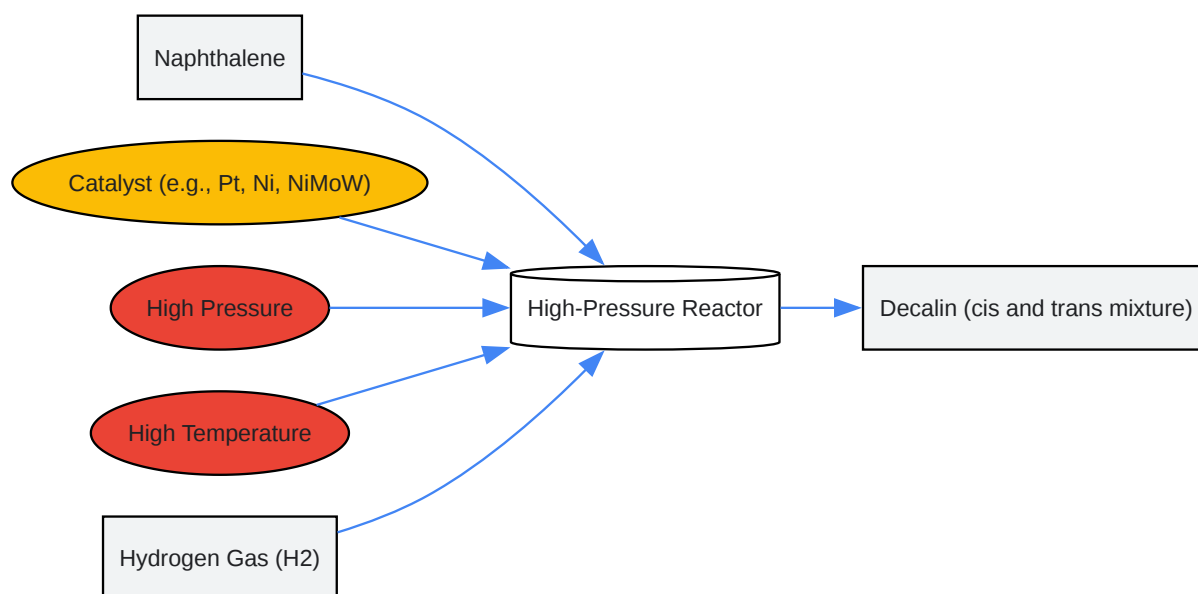 Naphthalene
Catalyst (e.g., Pt, Ni, NiMoW)
High Pressure
High-Pressure Reactor
Decalin (cis and trans mixture)
High Temperature
Hydrogen Gas (H2)